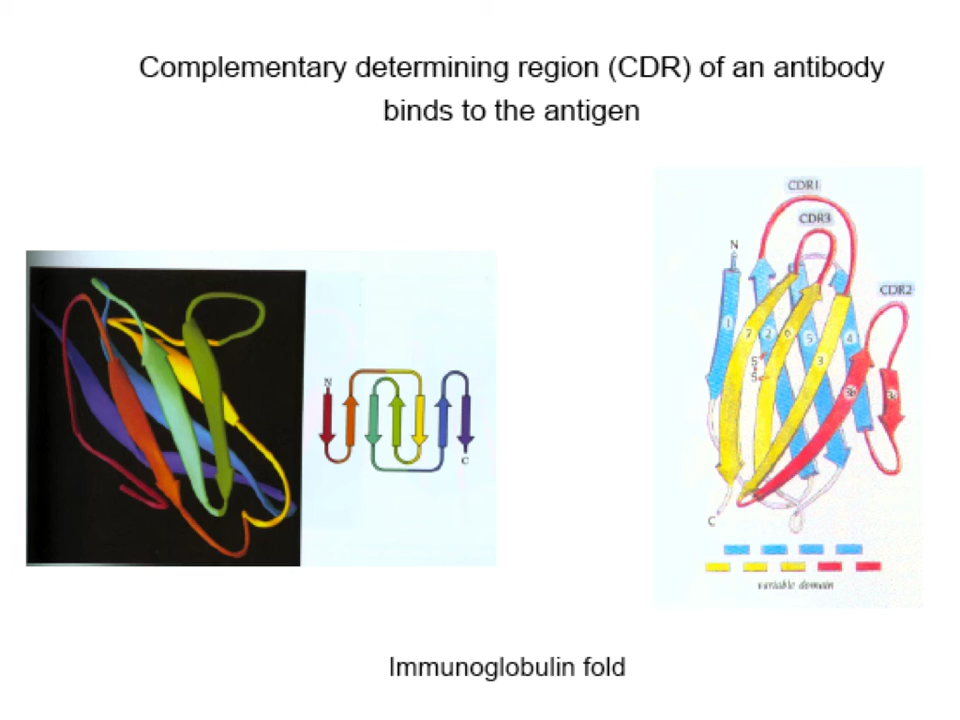 Complementary determining region (CDR) of an antibody
binds to the antigen
CDR1
CDR3
N
CDR2
1
7
2
6
5
4
3
S
S
3b
N
C
C
variable domain
Immunoglobulin fold